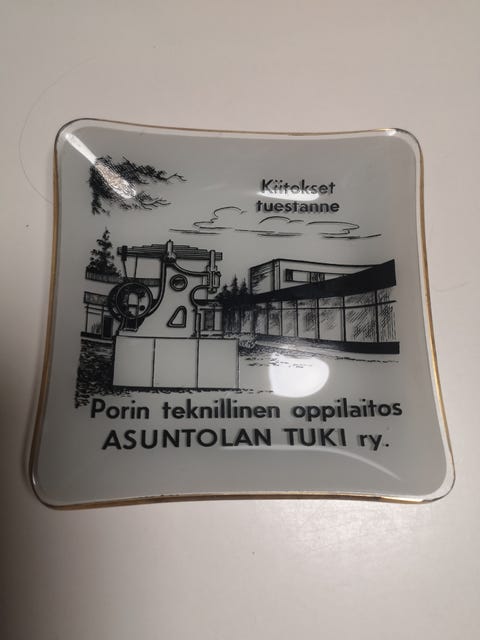 Kiitokset
tuestanne
Porin teknillinen oppilaitos
ASUNTOLAN TUKI ry.